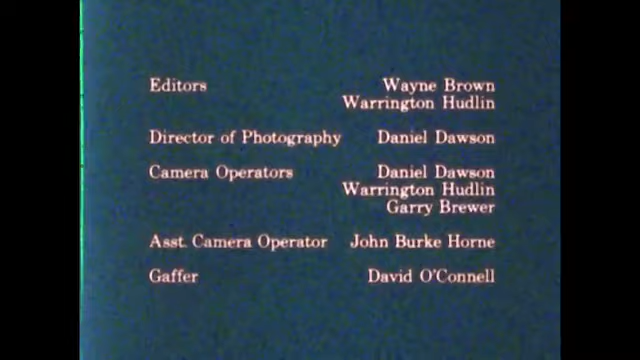 Editors Wayne Brown
Warrington Hudlin
Director of Photography Daniel Dawson
Camera Operators Daniel Dawson
Warrington Hudlin
Garry Brewer
Asst. Camera Operator John Burke Horne
Gaffer David O'Connell